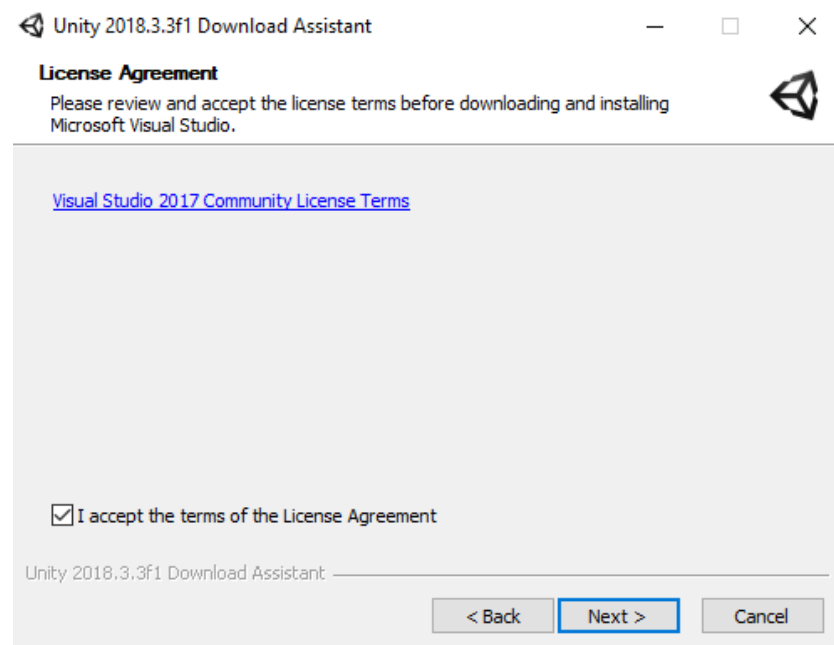 Unity 2018.3.3f1 Download Assistant
License Agreement
Please review and accept the license terms before downloading and installing
Microsoft Visual Studio.
Visual Studio 2017 Community License Terms
I accept the terms of the License Agreement
Unity 2018.3.3f1 Download Assistant
< Back Next > Cancel